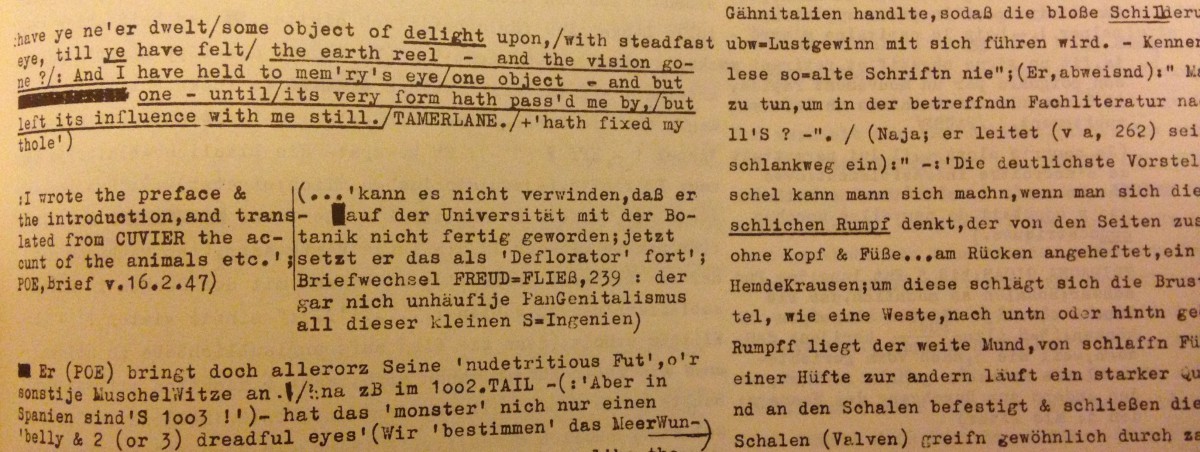 :have ye ne'er dwelt/some object of delight upon,/with steadfast
eye, till ye have felt/ the earth reel - and the vision go-
ne ?/: And I have held to mem'ry's eye/one object - and but
one - until/its very form hath pass'd me by,/but
left its influence with me still./TAMERLANE./+'hath fixed my
thole')
:I wrote the preface &
the introduction,and trans-
lated from CUVIER the ac-
ount of the animals etc.';
POE,Brief v.16.2.47)
(...'kann es nicht verwinden,daß er
auf der Universität mit der Bo-
tanik nicht fertig geworden;jetzt
setzt er das als 'Deflorator' fort';
Briefwechsel FREUD=FLIEß,239 : der
gar nich unhäufije PanGenitalismus
all dieser kleinen S=Ingenien)
Er (POE) bringt doch allerorz Seine 'nudetritious Fut',o'r
sonstije MuschelWitze an. zB im 1oo2.TAIL -(:'Aber in
Spanien sind'S 1oo3 !')- hat das 'monster' nich nur einen
'belly & 2 (or 3) dreadful eyes'(Wir 'bestimmen' das MeerWun-)
Gähnitalien handlte,sodaß die bloße Schilderu
ubw=Lustgewinn mit sich führen wird. - Kenner
lese so=alte Schriftn nie";(Er,abweisnd):"
zu tun,um in der betreffndn Fachliteratur na
ll'S ? -". / (Naja; er leitet (v a, 262) sei
schlankweg ein):" -:'Die deutlichste Vorstel
schel kann mann sich machn,wenn man sich die
schlichen Rumpf denkt,der von den Seiten zus
ohne Kopf & Füße...am Rücken angeheftet,ein
HemdeKrausen;um diese schlägt sich die Brus
tel, wie eine Weste,nach untn oder hintn ge
Rumpff liegt der weite Mund,von schlaffn Fü
einer Hüfte zur andern läuft ein starker Qu
nd an den Schalen befestigt & schließen die
Schalen (Valven) greifn gewöhnlich durch za